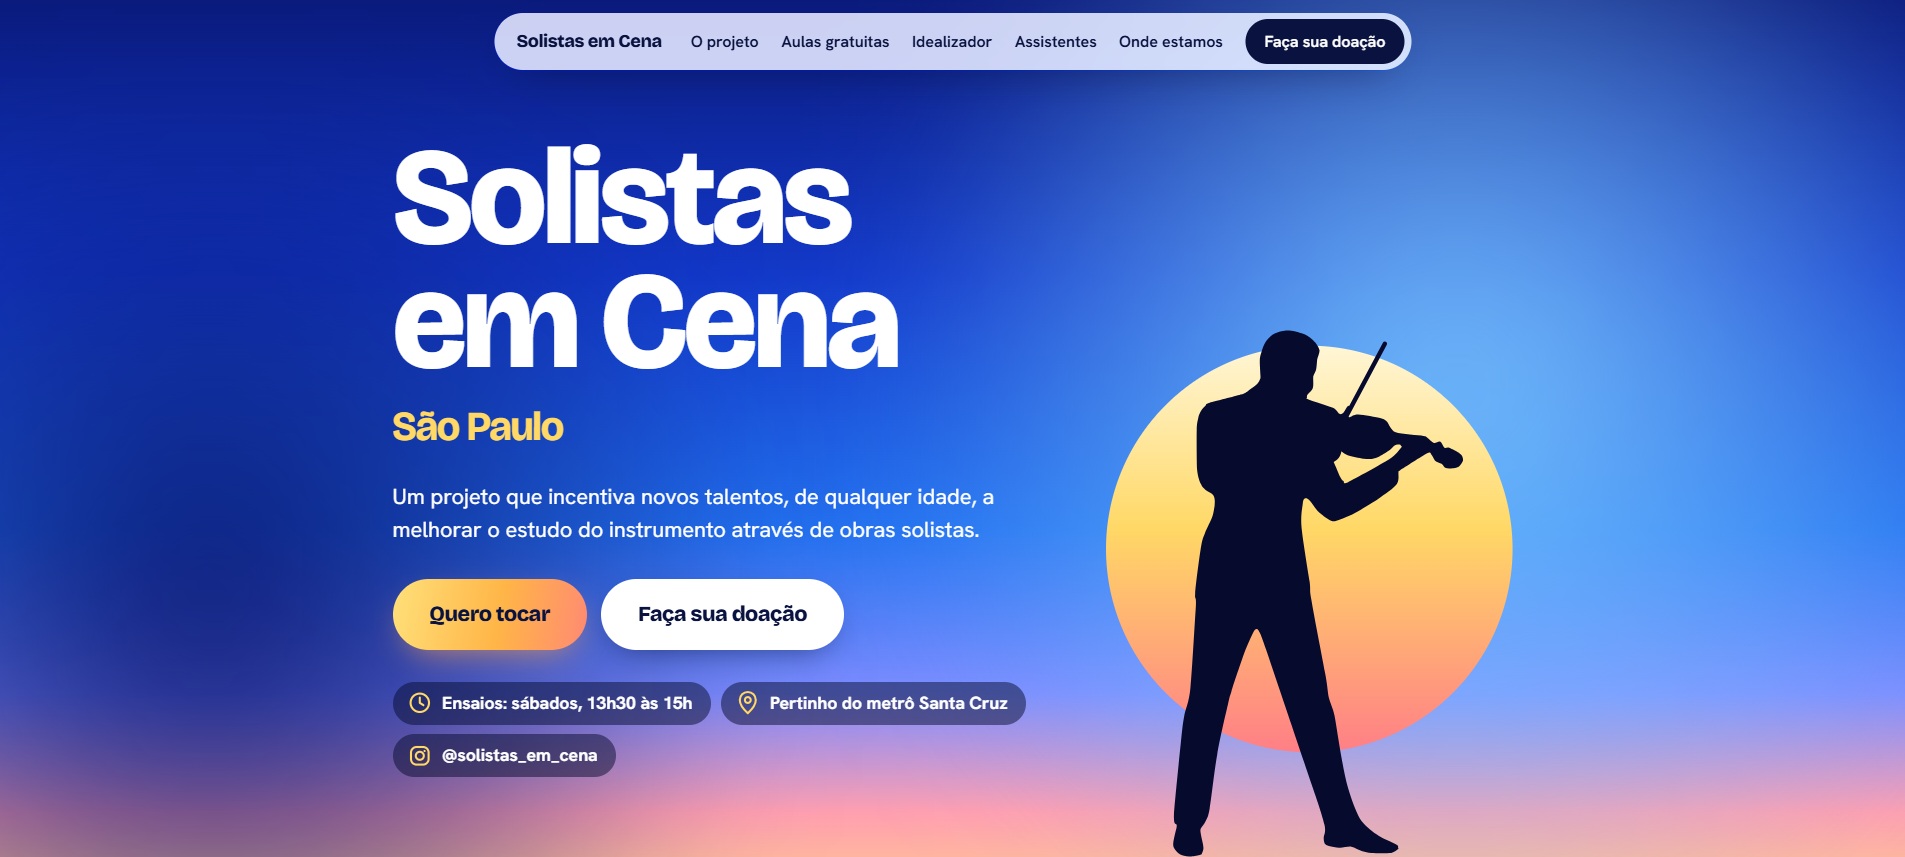 Solistas em Cena
O projeto
Aulas gratuitas
Idealizador
Assistentes
Onde estamos
Faça sua doação
Solistas
em Cena
São Paulo
Um projeto que incentiva novos talentos, de qualquer idade, a
melhorar o estudo do instrumento através de obras solistas.
Quero tocar
Faça sua doação
Ensaios: sábados, 13h30 às 15h
Pertinho do metrô Santa Cruz
@solistas_em_cena